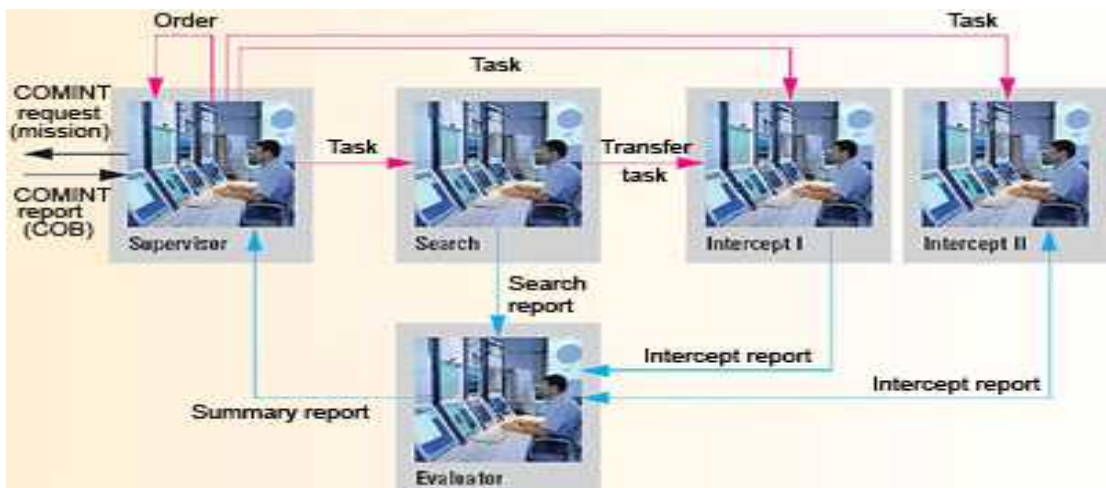 Order
Task
Task
COMINT
request
(mission)
COMINT
report
(COB)
Task
Transfer
task
Supervisor
Search
Intercept I
Intercept II
Search
report
Intercept report
Intercept report
Summary report
Evaluator